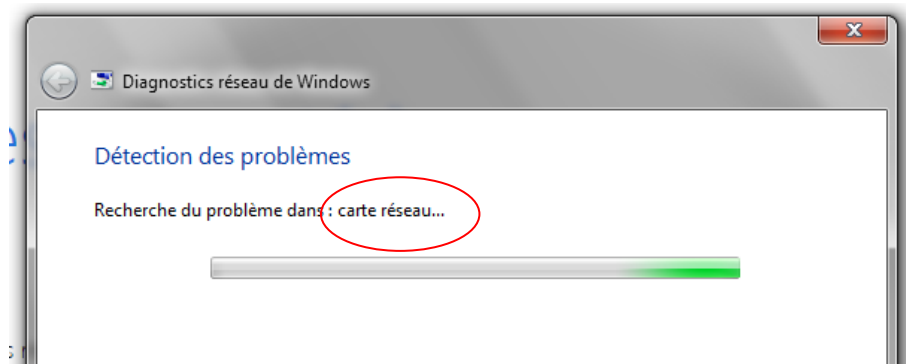 Diagnostics réseau de Windows
Détection des problèmes
Recherche du problème dans : carte réseau...